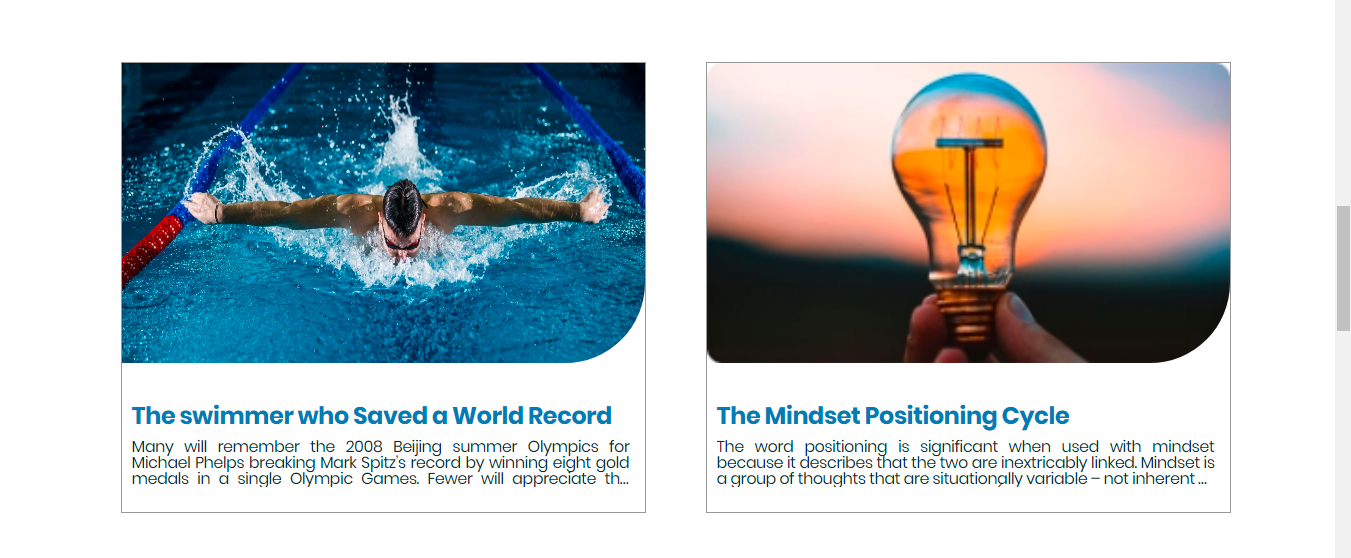 The swimmer who Saved a World Record
Many will remember the 2008 Beijing summer Olympics for
Michael Phelps breaking Mark Spitz's record by winning eight gold
medals in a single Olympic Games. Fewer will appreciate th...
The Mindset Positioning Cycle
The word positioning is significant when used with mindset
because it describes that the two are inextricably linked. Mindset is
a group of thoughts that are situationally variable – not inherent ...